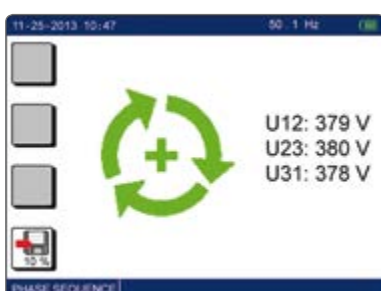 11-25-2013 10:47 50.1 Hz
U12: 379 V
U23: 380 V
U31: 378 V
10 %
PHASE SEQUENCE